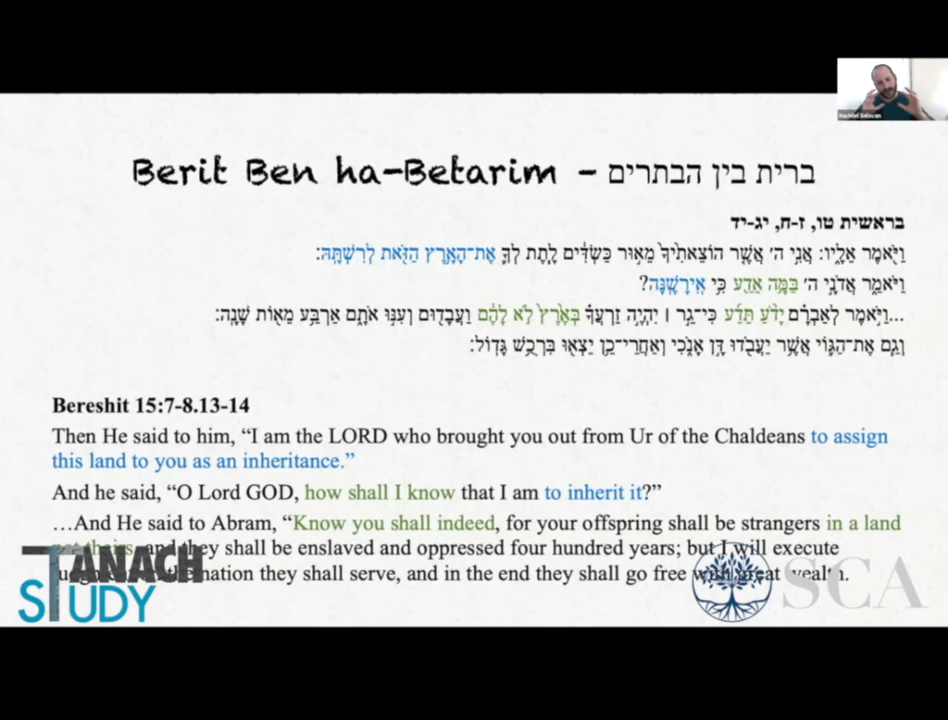 Yachiel Sasavan
Berit Ben ha-Betarim - ברית בין הבתרים
בראשית טו, ז-ח, יג-יד
וַיֹּאמֶר אֵלָיו: אֲנִי ה׳ אֲשֶׁר הוֹצֵאתִיךָ מֵאוּר כַּשְׂדִּים לָתֶת לְךָ אֶת־הָאָרֶץ הַזֹּאת לְרִשְׁתָּהּ:
וַיֹּאמַר אֲדֹנָי ה׳ בַּמָּה אֵדַע כִּי אִירָשֶׁנָּה?
...וַיֹּאמֶר לְאַבְרָם יָדֹעַ תֵּדַע כִּי־גֵר ׀ יִהְיֶה זַרְעֲךָ בְּאֶרֶץ לֹא לָהֶם וַעֲבָדוּם וְעִנּוּ אֹתָם אַרְבַּע מֵאוֹת שָׁנָה:
וְגַם אֶת־הַגּוֹי אֲשֶׁר יַעֲבֹדוּ דָּן אָנֹכִי וְאַחֲרֵי־כֵן יֵצְאוּ בִּרְכֻשׁ גָּדוֹל:
Bereshit 15:7-8.13-14
Then He said to him, “I am the LORD who brought you out from Ur of the Chaldeans to assign
this land to you as an inheritance.”
And he said, “O Lord GOD, how shall I know that I am to inherit it?”
…And He said to Abram, “Know you shall indeed, for your offspring shall be strangers in a land
and they shall be enslaved and oppressed four hundred years; but I will execute
nation they shall serve, and in the end they shall go free with great wealth.
TANACH
STUDY
SCA